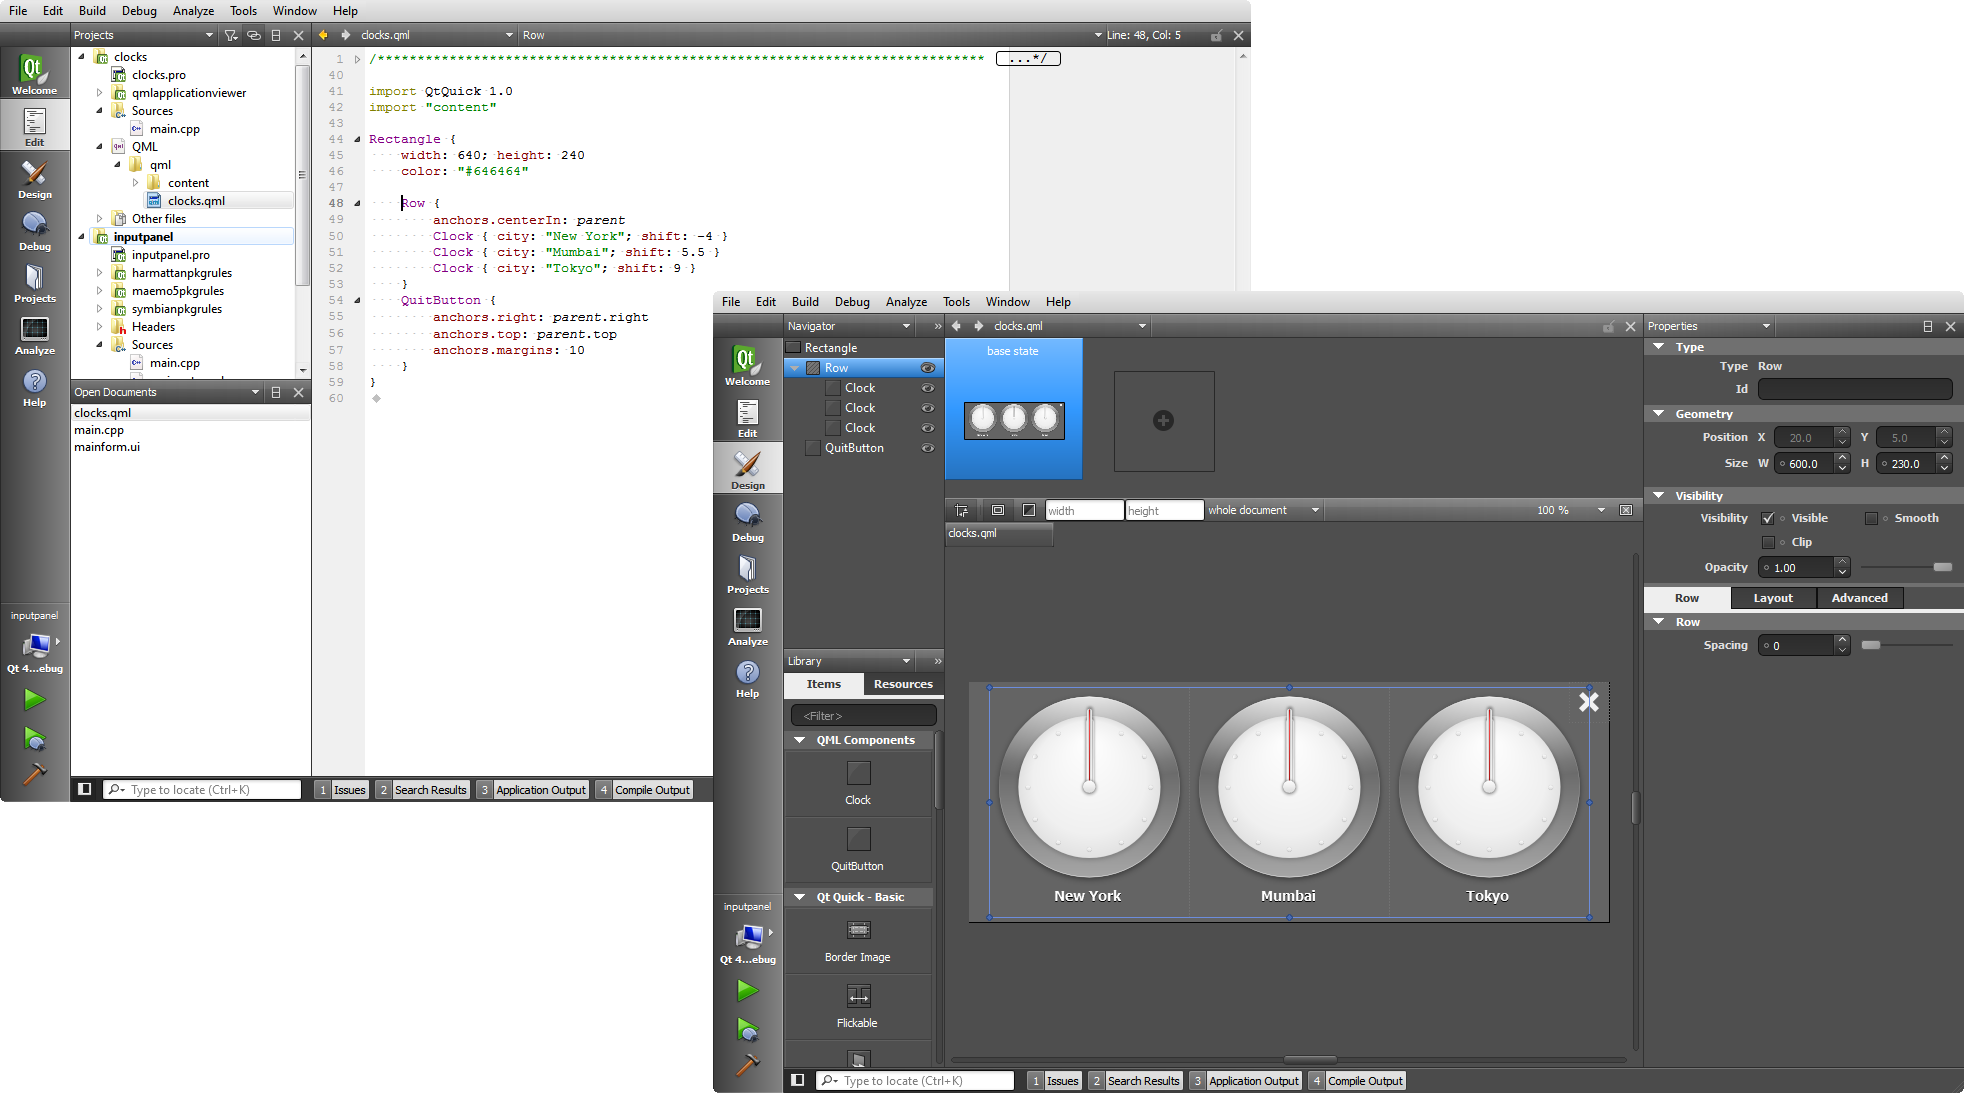 File Edit Build Debug Analyze Tools Window Help
Projects
clocks.qml
Row
Line: 48, Col: 5
Qt
Welcome
Edit
Design
Debug
Projects
Analyze
Help
clocks
clocks.pro
qmlapplicationviewer
Sources
main.cpp
QML
qml
content
clocks.qml
Other files
inputpanel
inputpanel.pro
harmattanpkgrules
maemo5pkgrules
symbianpkgrules
Headers
Sources
main.cpp
Open Documents
clocks.qml
main.cpp
mainform.ui
1 /**************************************************************************** ...*/
40
41 import QtQuick 1.0
42 import "content"
43
44 Rectangle {
45 width: 640; height: 240
46 color: "#646464"
47
48 Row {
49 anchors.centerIn: parent
50 Clock { city: "New York"; shift: -4 }
51 Clock { city: "Mumbai"; shift: 5.5 }
52 Clock { city: "Tokyo"; shift: 9 }
53 }
54 QuitButton {
55 anchors.right: parent.right
56 anchors.top: parent.top
57 anchors.margins: 10
58 }
59 }
60
inputpanel
Qt 4...ebug
Type to locate (Ctrl+K)
1 Issues
2 Search Results
3 Application Output
4 Compile Output
File Edit Build Debug Analyze Tools Window Help
Navigator
clocks.qml
Properties
Qt
Welcome
Edit
Design
Debug
Projects
Analyze
Help
Rectangle
Row
Clock
Clock
Clock
QuitButton
base state
width
height
whole document
100 %
clocks.qml
Library
Items
Resources
<Filter>
QML Components
Clock
QuitButton
Qt Quick - Basic
Border Image
Flickable
New York
Mumbai
Tokyo
Type
Type Row
Id
Geometry
Position X 20.0 Y 5.0
Size W 600.0 H 230.0
Visibility
Visibility Visible Smooth
Clip
Opacity 1.00
Row Layout Advanced
Row
Spacing 0
inputpanel
Qt 4...ebug
Type to locate (Ctrl+K)
1 Issues
2 Search Results
3 Application Output
4 Compile Output